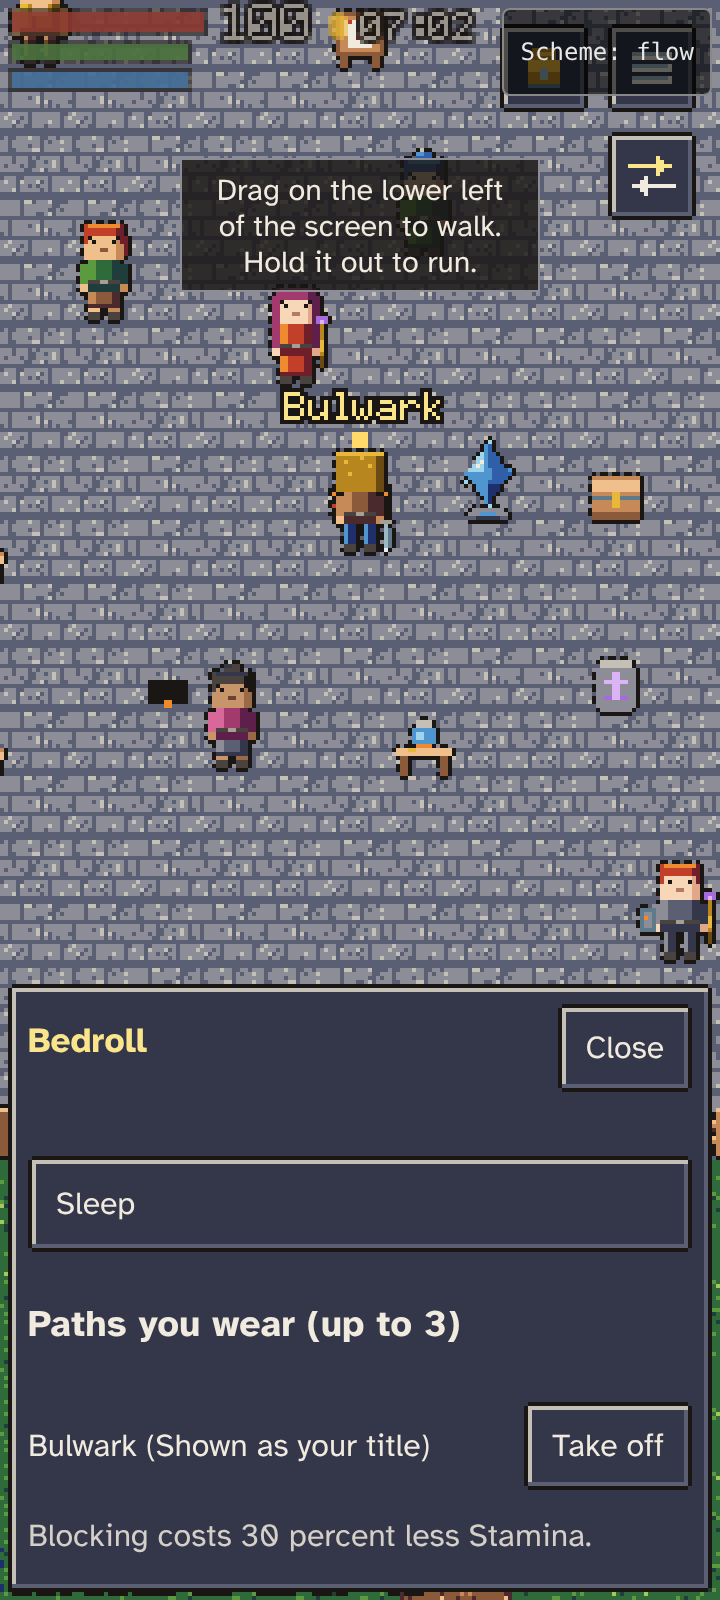 100
07:02
Scheme: flow
Drag on the lower left
of the screen to walk.
Hold it out to run.
Bulwark
Bedroll
Close
Sleep
Paths you wear (up to 3)
Bulwark (Shown as your title)
Take off
Blocking costs 30 percent less Stamina.